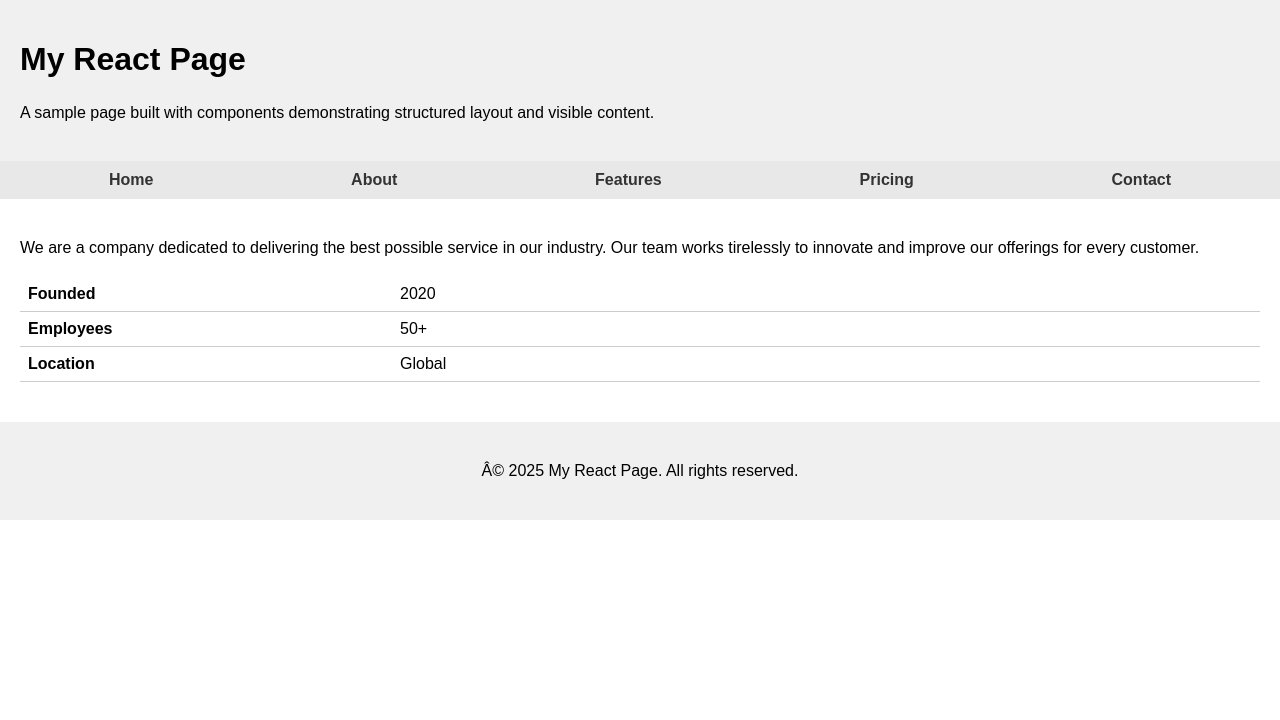 My React Page
A sample page built with components demonstrating structured layout and visible content.
Home About Features Pricing Contact
We are a company dedicated to delivering the best possible service in our industry. Our team works tirelessly to innovate and improve our offerings for every customer.
Founded 2020
Employees 50+
Location Global
Â© 2025 My React Page. All rights reserved.